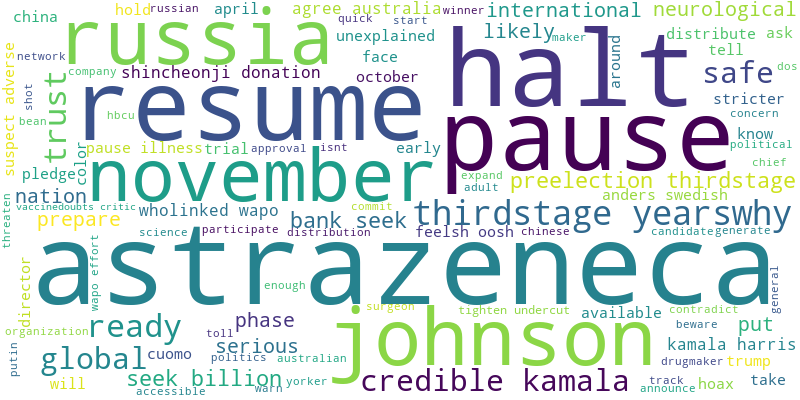 china
hold
russian
april
agree australia
winner
international
neurological
quick
start
russia
unexplained
likely
distribute
ask
network
face
maker
tell
company
shincheonji donation
october
halt
around
safe
dos
suspect adverse
shot
trust
resume
stricter
bean
hbcu
pause
concern
pause illness
trial
approval
isnt
early
know
political
pledge
color
november
expand
chief
adult
preelection thirdstage
nation
commit
anders swedish
vaccinedoubts critic
prepare
wholinked wapo
bank seek
thirdstage yearswhy
threaten
science
participate
distribution
feelsh oosh
chinese
candidate
generate
wapo effort
astrazeneca
director
enough
general
surgeon
tighten
undercut
available
contradict
organization
ready
phase
johnson
beware
put
toll
serious
kamala harris
putin
global
cuomo
politics
australian
drugmaker
trump
will
seek billion
warn
yorker
credible kamala
track
hoax
take
accessible
announce